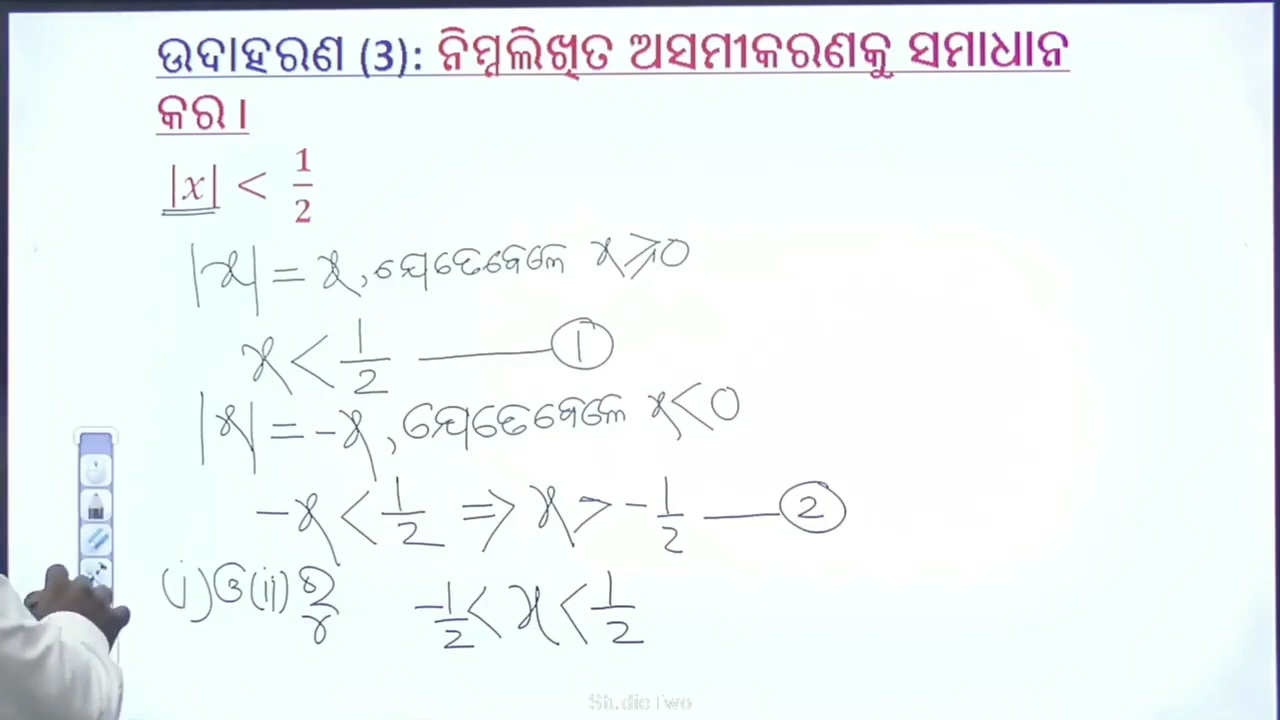 ଉଦାହରଣ (3): ନିମ୍ନଲିଖିତ ଅସମୀକରଣକୁ ସମାଧାନ
କର ।
|x| < 1/2
|x| = x, ଯେତେବେଳେ x ≥ 0
x < 1/2 ——— ①
|x| = -x, ଯେତେବେଳେ x < 0
-x < 1/2 ⇒ x > -1/2 —— ②
(i) ଓ (ii) ରୁ -1/2 < x < 1/2